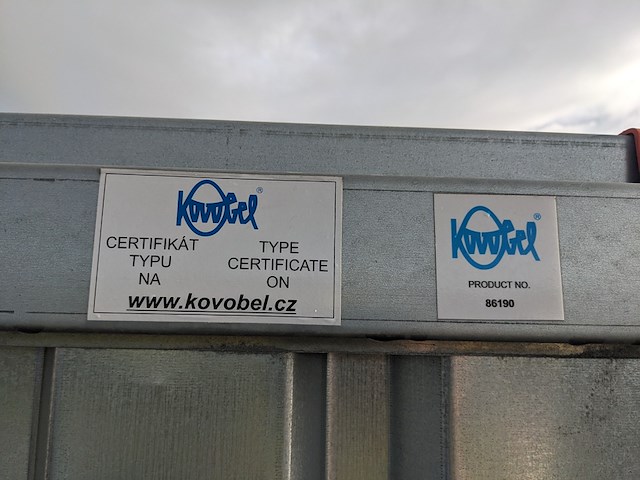 Kovobel®
CERTIFIKÁT
TYPU
NA
TYPE
CERTIFICATE
ON
www.kovobel.cz
Kovobel®
PRODUCT NO.
86190